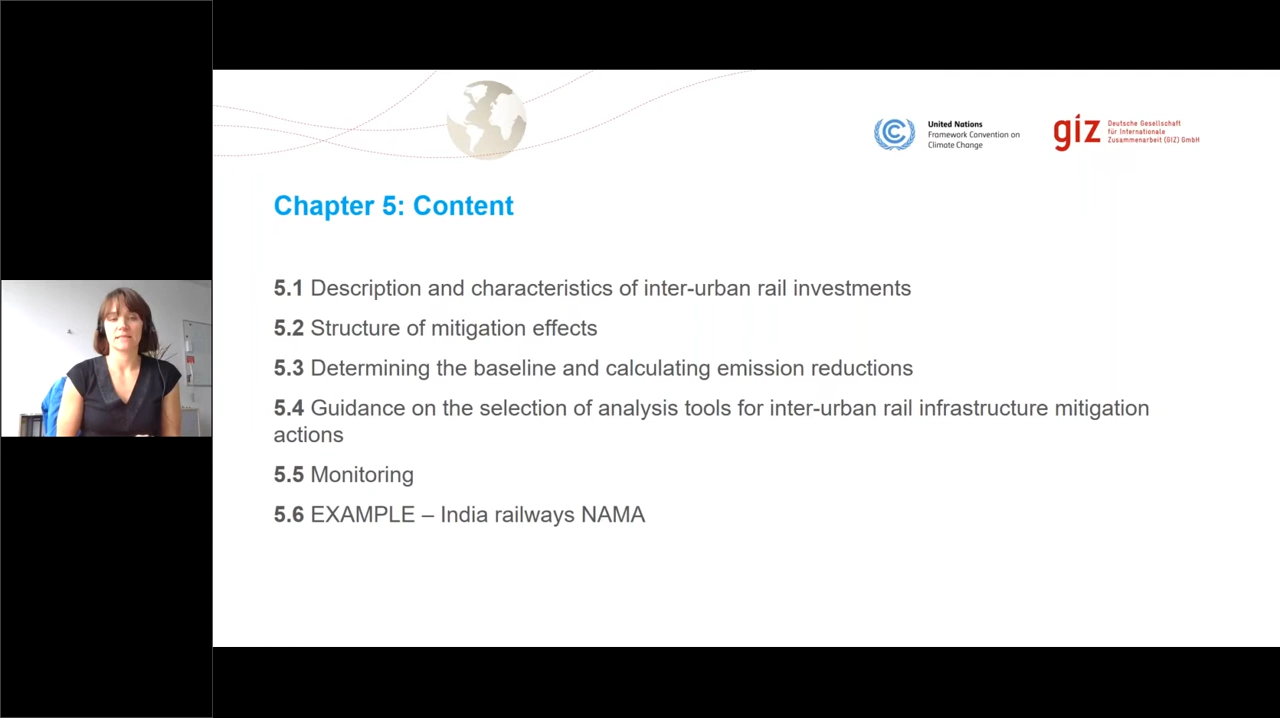 United Nations
Framework Convention on
Climate Change
giz
Deutsche Gesellschaft
für Internationale
Zusammenarbeit (GIZ) GmbH
Chapter 5: Content
5.1 Description and characteristics of inter-urban rail investments
5.2 Structure of mitigation effects
5.3 Determining the baseline and calculating emission reductions
5.4 Guidance on the selection of analysis tools for inter-urban rail infrastructure mitigation
actions
5.5 Monitoring
5.6 EXAMPLE – India railways NAMA